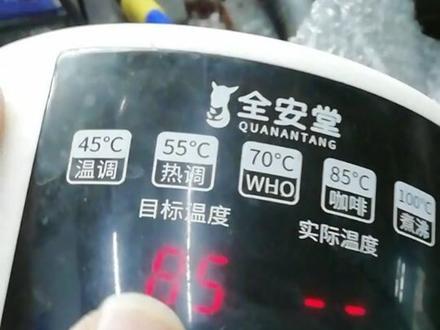 全安堂
QUANANTANG
45°C 55°C 70°C 85°C 100°C
温调 热调 WHO 咖啡 煮沸
目标温度 实际温度
85 --